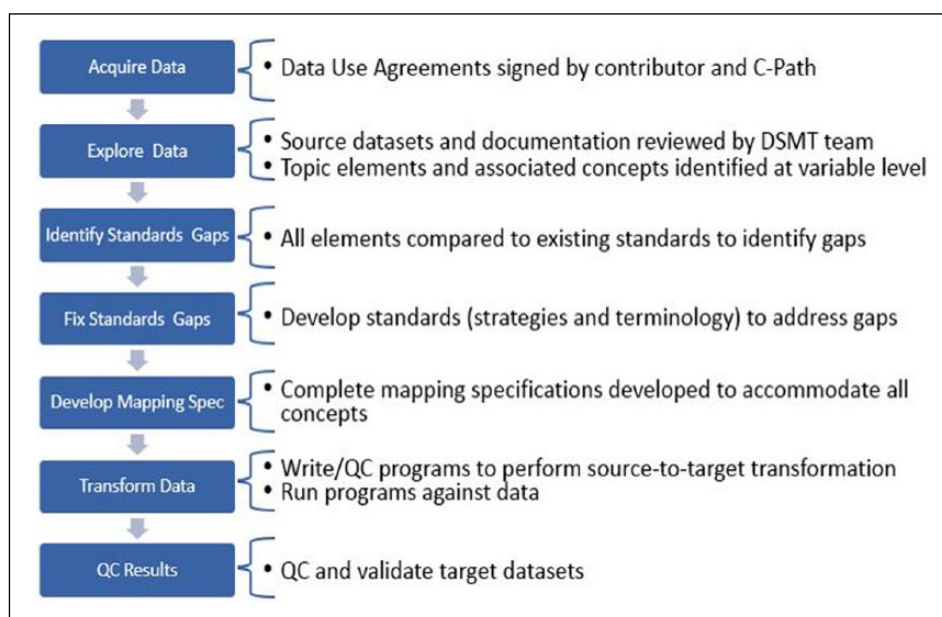 Acquire Data
• Data Use Agreements signed by contributor and C-Path
Explore Data
• Source datasets and documentation reviewed by DSMT team
• Topic elements and associated concepts identified at variable level
Identify Standards Gaps
• All elements compared to existing standards to identify gaps
Fix Standards Gaps
• Develop standards (strategies and terminology) to address gaps
Develop Mapping Spec
• Complete mapping specifications developed to accommodate all
concepts
Transform Data
• Write/QC programs to perform source-to-target transformation
• Run programs against data
QC Results
• QC and validate target datasets